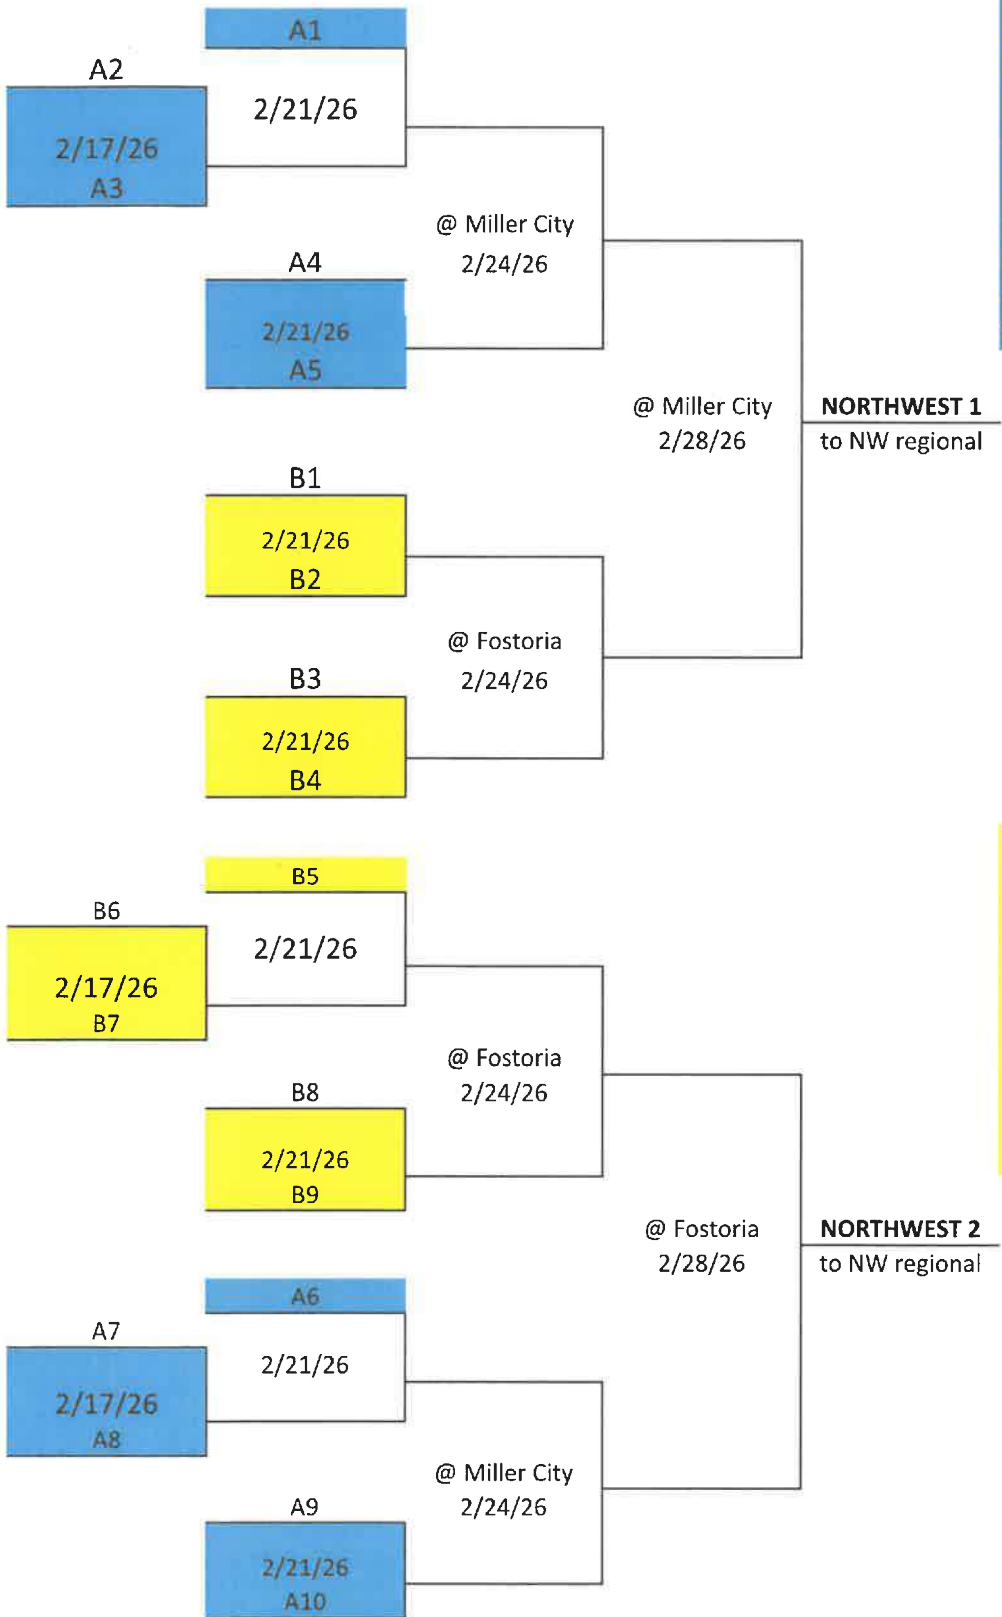 A1
A2
2/21/26
2/17/26
A3
@ Miller City
2/24/26
A4
2/21/26
A5
@ Miller City
2/28/26
NORTHWEST 1
to NW regional
B1
2/21/26
B2
@ Fostoria
2/24/26
B3
2/21/26
B4
B5
B6
2/21/26
2/17/26
B7
@ Fostoria
2/24/26
B8
2/21/26
B9
@ Fostoria
2/28/26
NORTHWEST 2
to NW regional
A6
A7
2/21/26
2/17/26
A8
@ Miller City
2/24/26
A9
2/21/26
A10